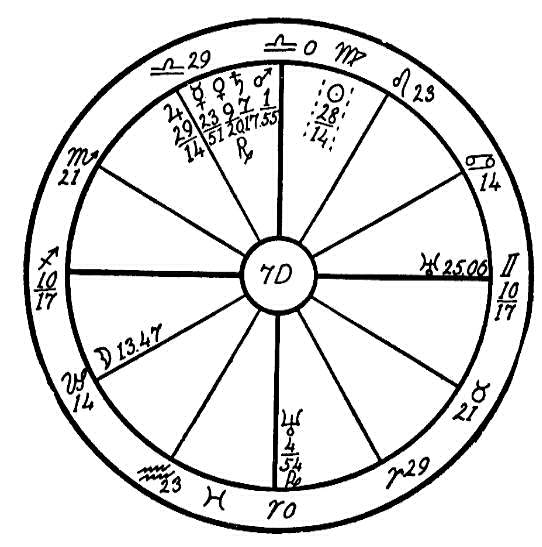 ♎ 29
♎ 0
♍
♌ 23
♋ 14
♊ 10 17
♉ 21
♈ 29
♈ 0
♓
♒ 23
♑ 14
♐ 10 17
♏ 21
♃ 29 14
☿ 23 51
♀ 9 20
♄ 7 17 ℞
♂ 1 55
☉ 28 14
♅ 25.06
☽ 13.47
7D
4 54 ℞